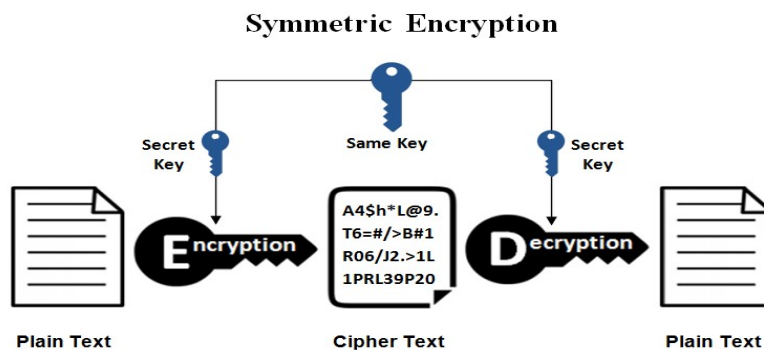 Symmetric Encryption
Secret
Key
Same Key
Secret
Key
Encryption
A4$h*L@9.
T6=#/>B#1
R06/J2.>1L
1PRL39P20
Decryption
Plain Text
Cipher Text
Plain Text